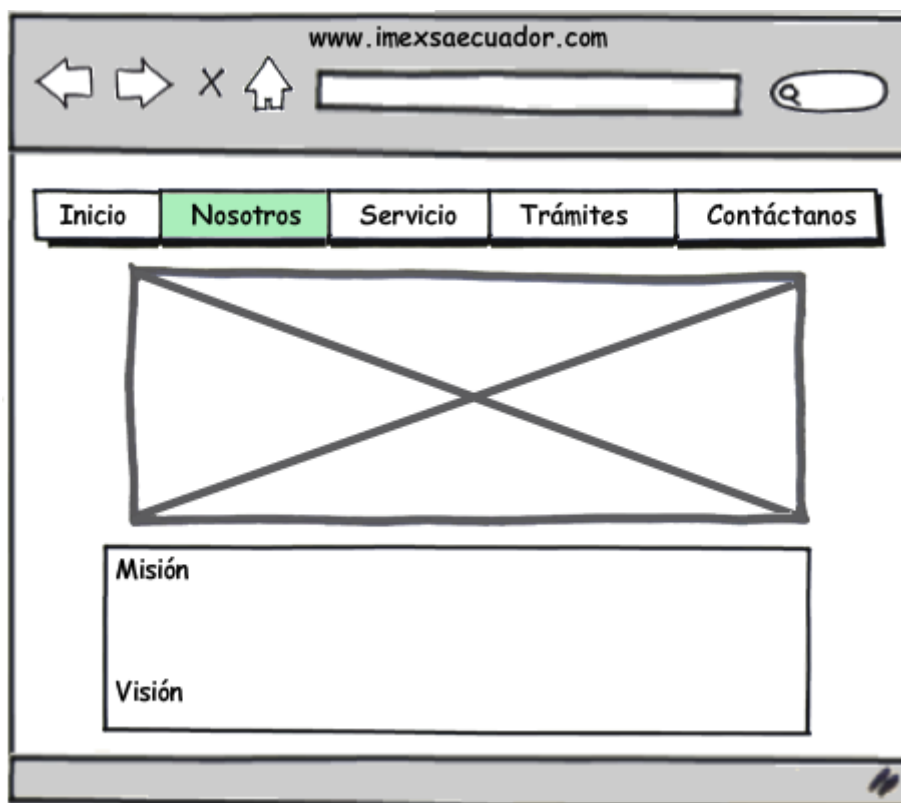 www.imexsaecuador.com
Inicio Nosotros Servicio Trámites Contáctanos
Misión
Visión